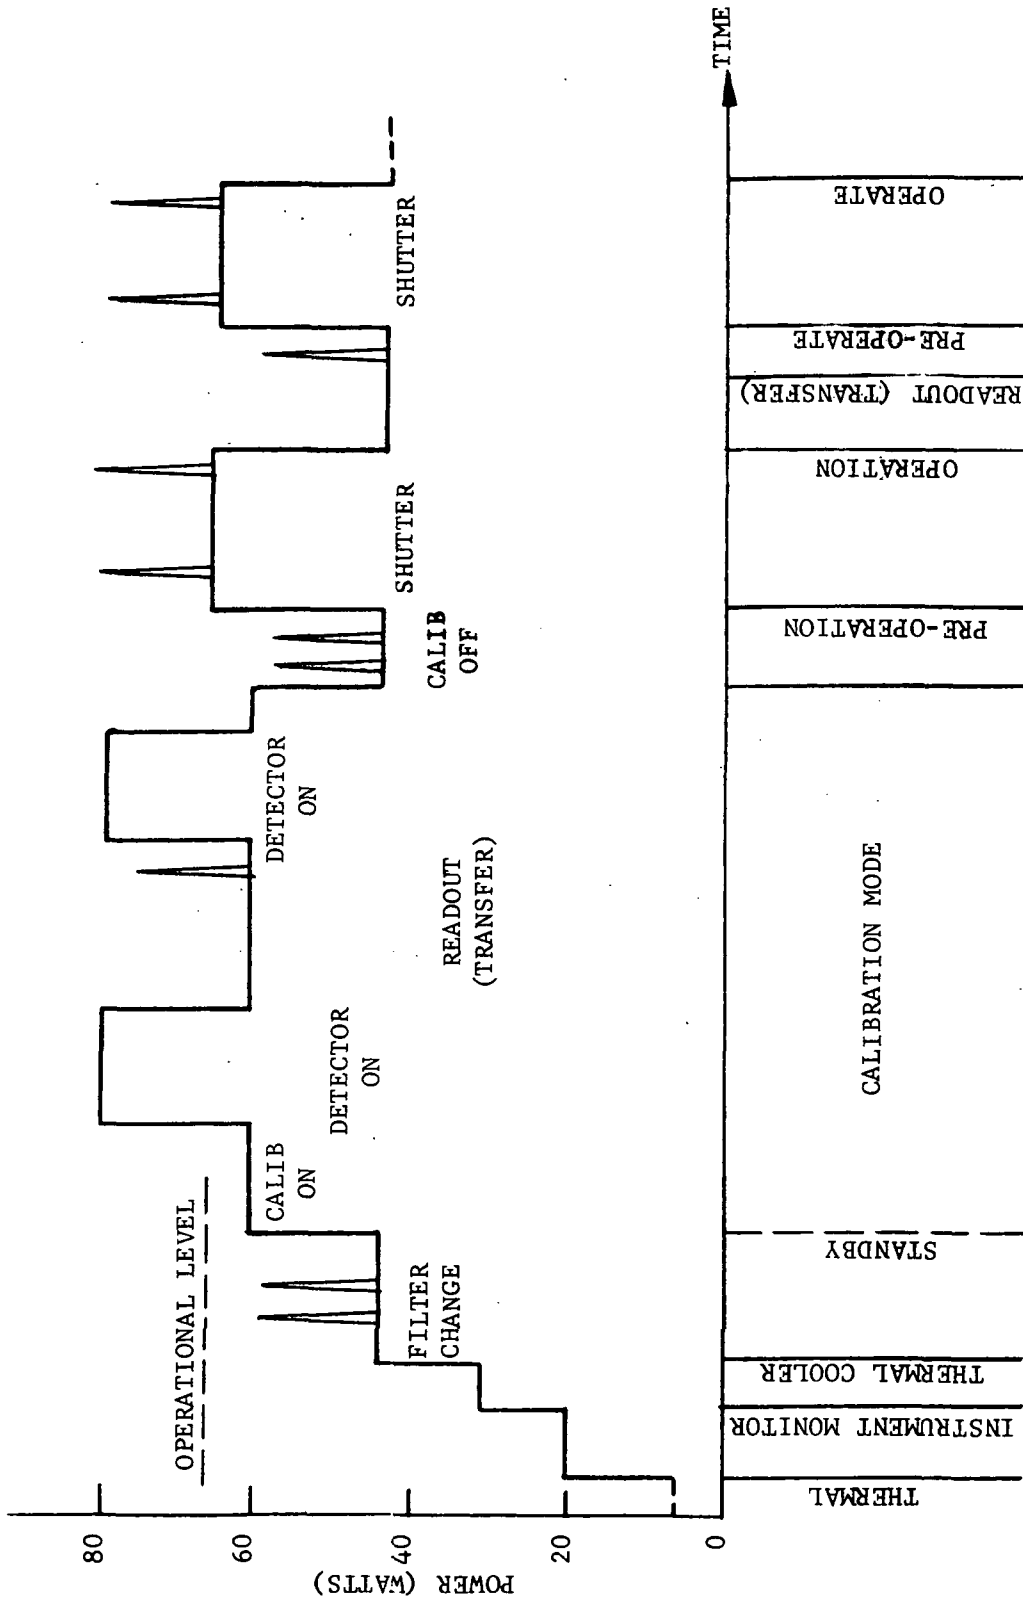 80
60
40
20
0
POWER (WATTS)
OPERATIONAL LEVEL
FILTER
CHANGE
CALIB
ON
DETECTOR
ON
READOUT
(TRANSFER)
DETECTOR
ON
CALIB
OFF
SHUTTER
SHUTTER
TIME
THERMAL
INSTRUMENT MONITOR
THERMAL COOLER
STANDBY
CALIBRATION MODE
PRE-OPERATION
OPERATION
READOUT (TRANSFER)
PRE-OPERATE
OPERATE